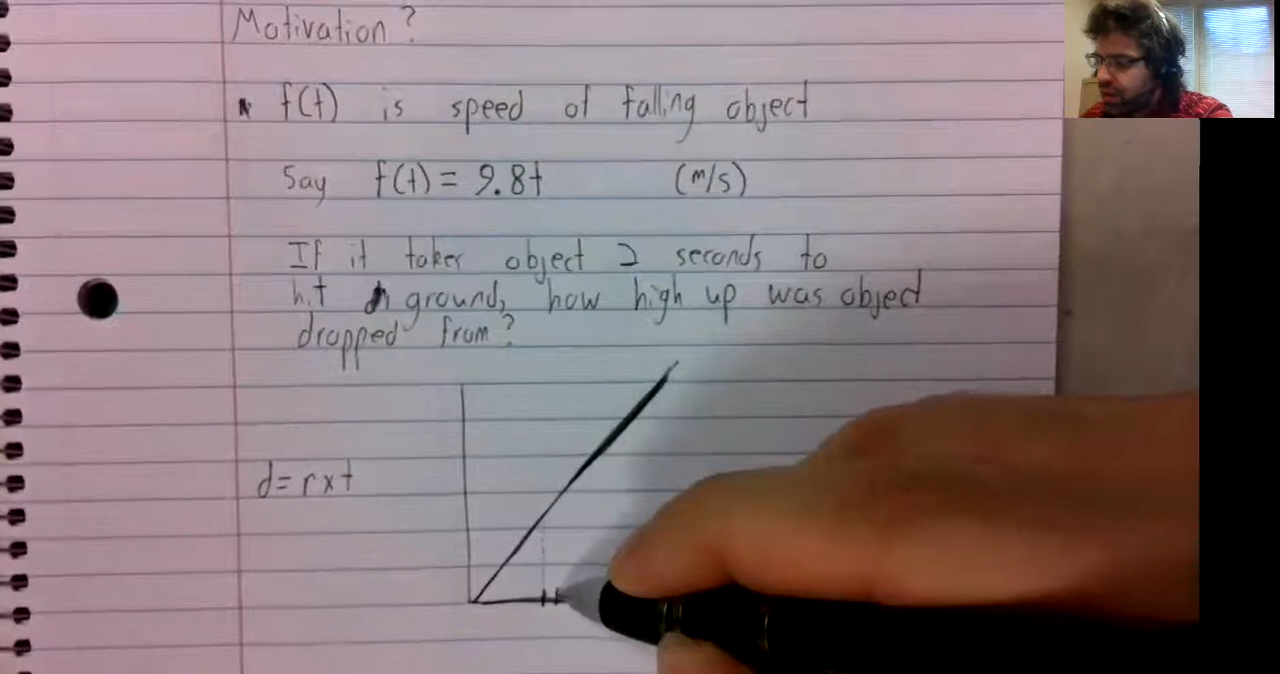 Motivation?
f(t) is speed of falling object
Say f(t) = 9.8t (m/s)
If it takes object 2 seconds to
hit ground, how high up was object
dropped from?
d = r x t